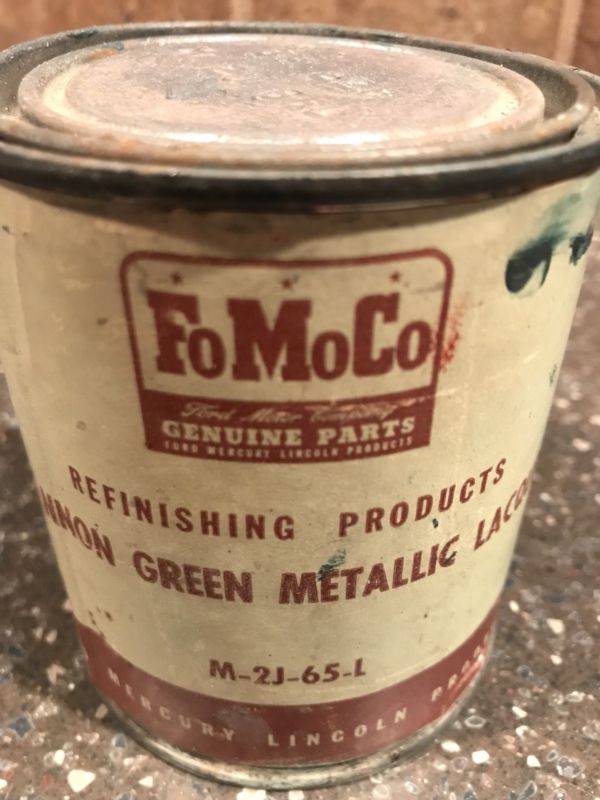 FoMoCo
Ford Motor Company
GENUINE PARTS
FORD MERCURY LINCOLN PRODUCTS
REFINISHING PRODUCTS
NNON GREEN METALLIC LACQ
M-2J-65-L
MERCURY LINCOLN PROD